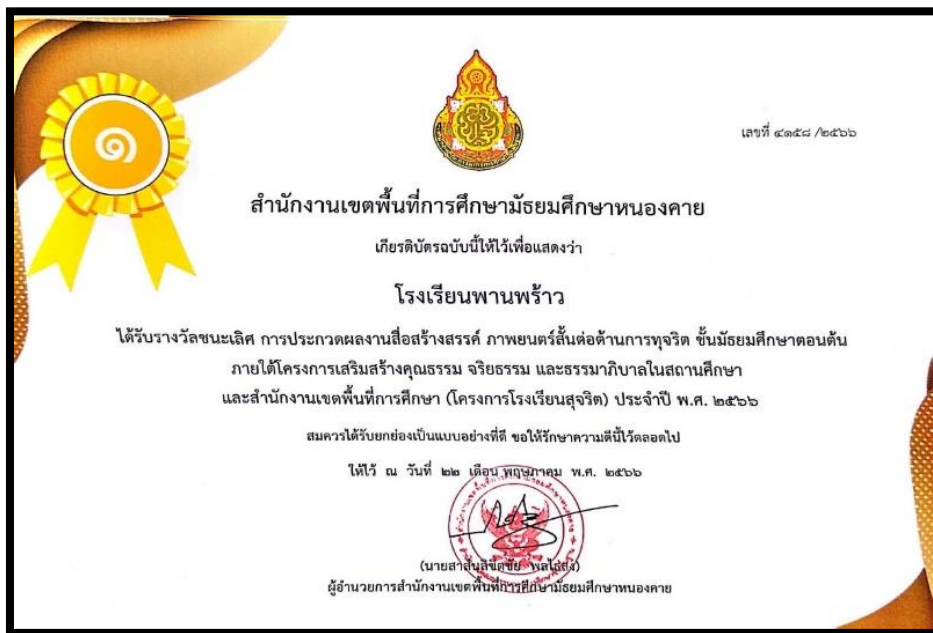 ๑
เลขที่ ๔๑๕๘ /๒๕๖๖
สำนักงานเขตพื้นที่การศึกษามัธยมศึกษาหนองคาย
เกียรติบัตรฉบับนี้ให้ไว้เพื่อแสดงว่า
โรงเรียนพานพร้าว
ได้รับรางวัลชนะเลิศ การประกวดผลงานสื่อสร้างสรรค์ ภาพยนตร์สั้นต่อต้านการทุจริต ชั้นมัธยมศึกษาตอนต้น
ภายใต้โครงการเสริมสร้างคุณธรรม จริยธรรม และธรรมาภิบาลในสถานศึกษา
และสำนักงานเขตพื้นที่การศึกษา (โครงการโรงเรียนสุจริต) ประจำปี พ.ศ. ๒๕๖๖
สมควรได้รับยกย่องเป็นแบบอย่างที่ดี ขอให้รักษาความดีนี้ไว้ตลอดไป
ให้ไว้ ณ วันที่ ๒๒ เดือน พฤษภาคม พ.ศ. ๒๕๖๖
ผู้อำนวยการสำนักงานเขตพื้นที่การศึกษามัธยมศึกษาหนองคาย